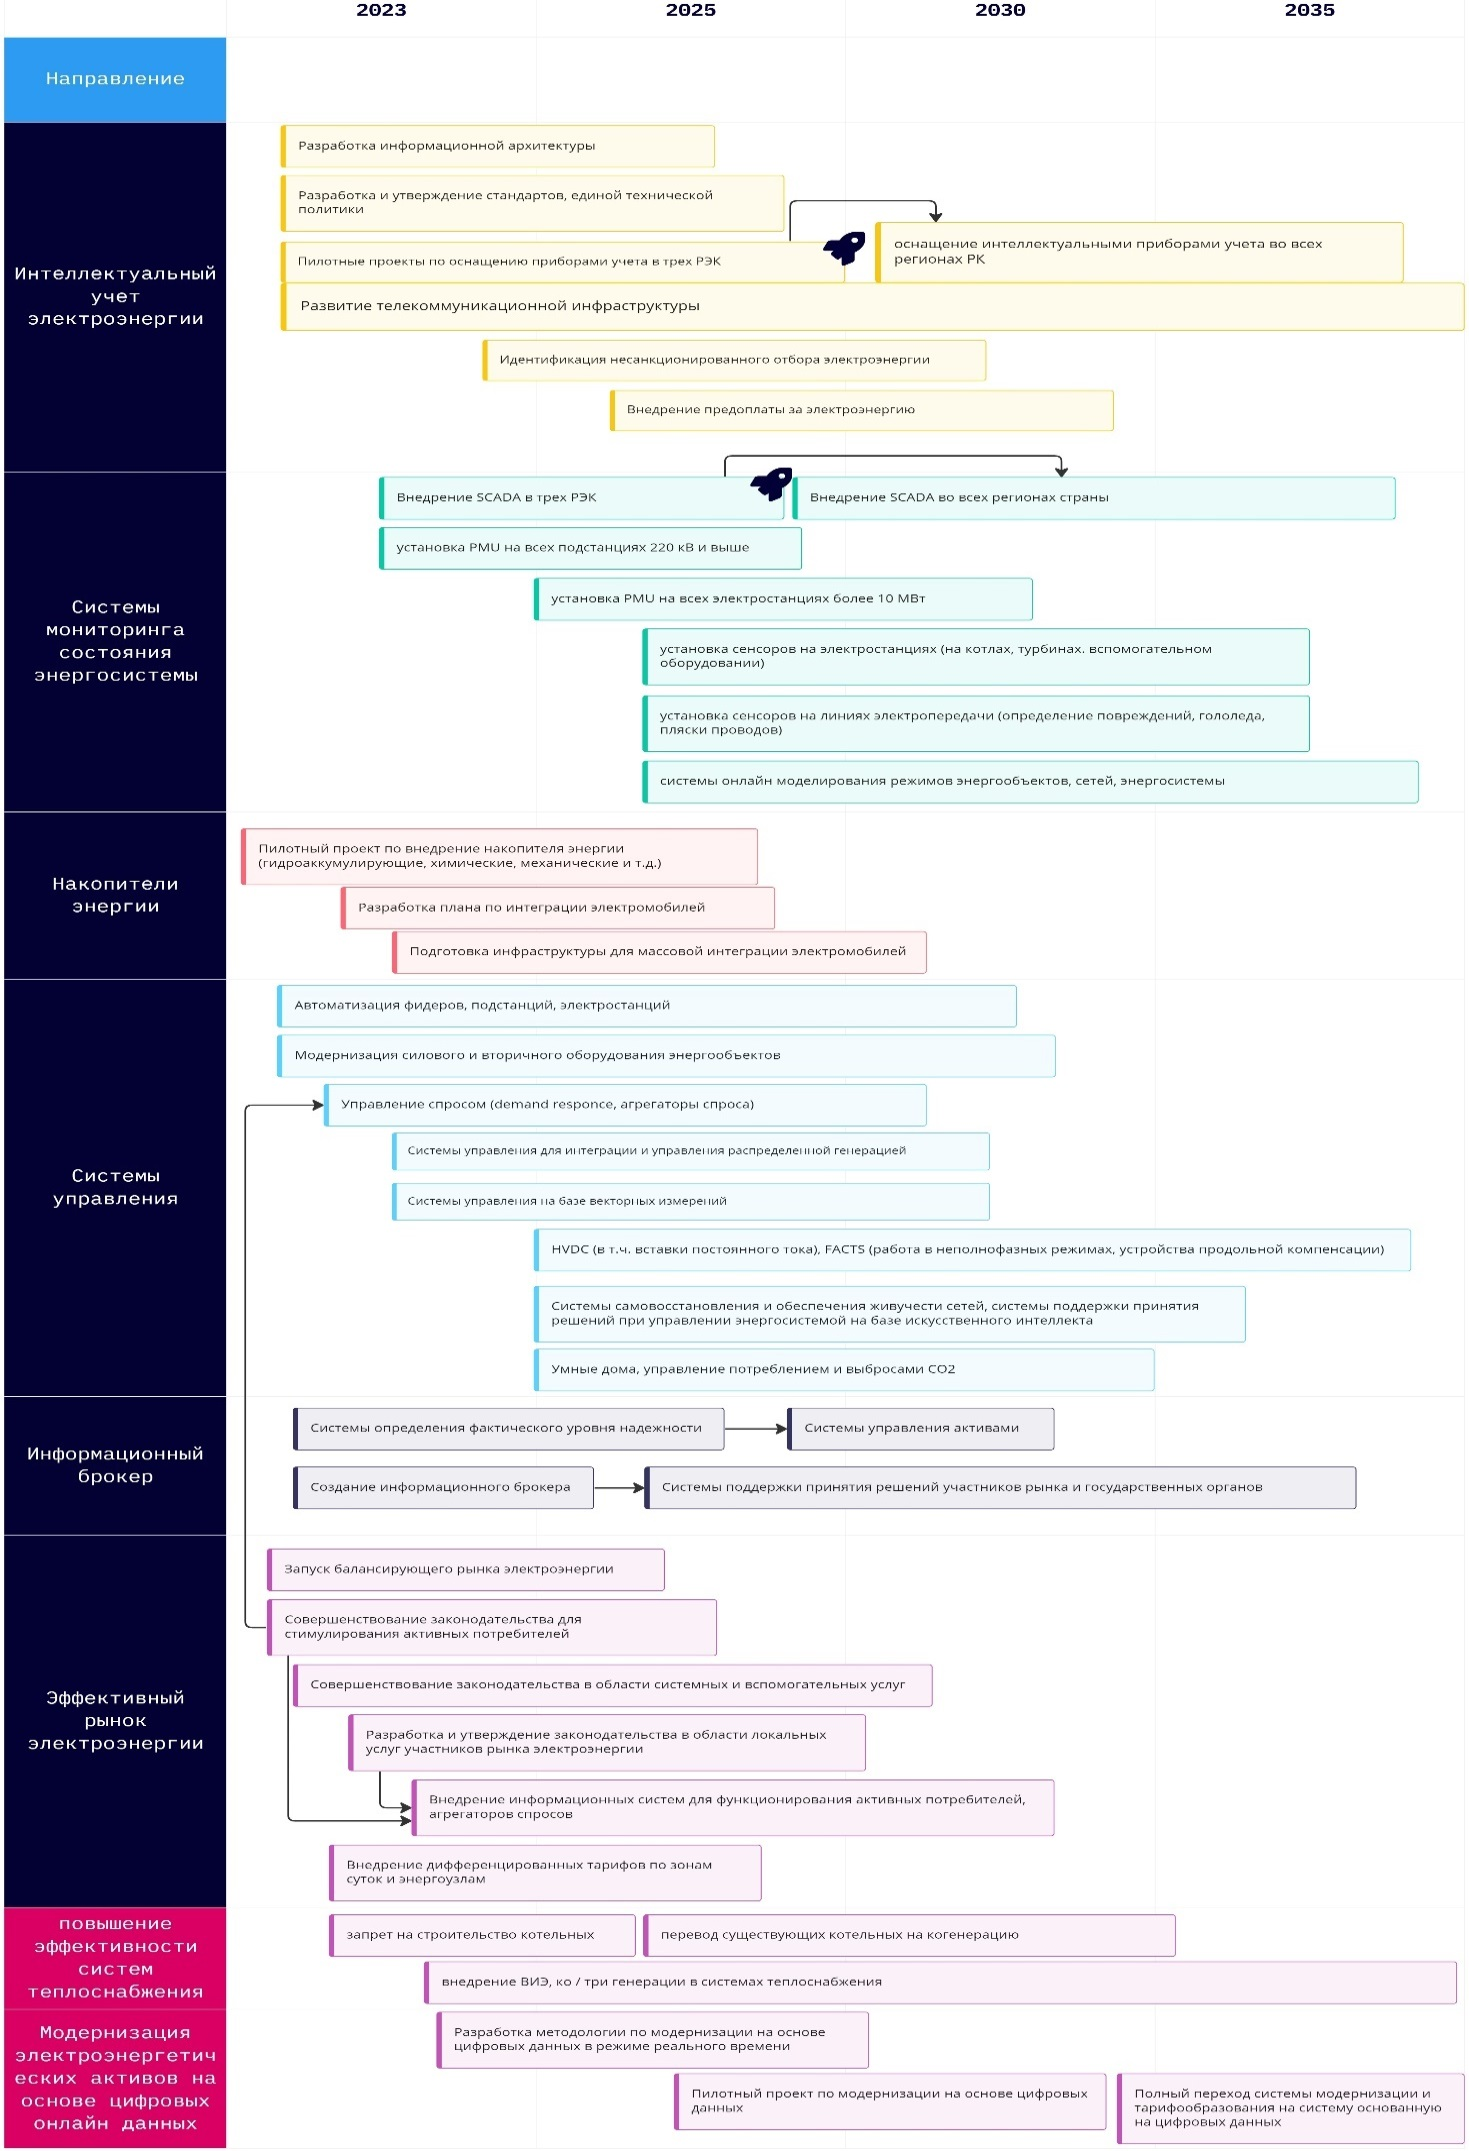 2023 2025 2030 2035
Направление
Интеллектуальный
учет
электроэнергии
Разработка информационной архитектуры
Разработка и утверждение стандартов, единой технической
политики
Пилотные проекты по оснащению приборами учета в трех РЭК
оснащение интеллектуальными приборами учета во всех
регионах РК
Развитие телекоммуникационной инфраструктуры
Идентификация несанкционированного отбора электроэнергии
Внедрение предоплаты за электроэнергию
Системы
мониторинга
состояния
энергосистемы
Внедрение SCADA в трех РЭК
Внедрение SCADA во всех регионах страны
установка PMU на всех подстанциях 220 кВ и выше
установка PMU на всех электростанциях более 10 МВт
установка сенсоров на электростанциях (на котлах, турбинах. вспомогательном
оборудовании)
установка сенсоров на линиях электропередачи (определение повреждений, гололеда,
пляски проводов)
системы онлайн моделирования режимов энергообъектов, сетей, энергосистемы
Накопители
энергии
Пилотный проект по внедрение накопителя энергии
(гидроаккумулирующие, химические, механические и т.д.)
Разработка плана по интеграции электромобилей
Подготовка инфраструктуры для массовой интеграции электромобилей
Системы
управления
Автоматизация фидеров, подстанций, электростанций
Модернизация силового и вторичного оборудования энергообъектов
Управление спросом (demand responce, агрегаторы спроса)
Системы управления для интеграции и управления распределенной генерацией
Системы управления на базе векторных измерений
HVDC (в т.ч. вставки постоянного тока), FACTS (работа в неполнофазных режимах, устройства продольной компенсации)
Системы самовосстановления и обеспечения живучести сетей, системы поддержки принятия
решений при управлении энергосистемой на базе искусственного интеллекта
Умные дома, управление потреблением и выбросами CO2
Информационный
брокер
Системы определения фактического уровня надежности
Системы управления активами
Создание информационного брокера
Системы поддержки принятия решений участников рынка и государственных органов
Эффективный
рынок
электроэнергии
Запуск балансирующего рынка электроэнергии
Совершенствование законодательства для
стимулирования активных потребителей
Совершенствование законодательства в области системных и вспомогательных услуг
Разработка и утверждение законодательства в области локальных
услуг участников рынка электроэнергии
Внедрение информационных систем для функционирования активных потребителей,
агрегаторов спросов
Внедрение дифференцированных тарифов по зонам
суток и энергоузлам
повышение
эффективности
систем
теплоснабжения
запрет на строительство котельных
перевод существующих котельных на когенерацию
внедрение ВИЭ, ко / три генерации в системах теплоснабжения
Модернизация
электроэнергетич
еских активов на
основе цифровых
онлайн данных
Разработка методологии по модернизации на основе
цифровых данных в режиме реального времени
Пилотный проект по модернизации на основе цифровых
данных
Полный переход системы модернизации и
тарифообразования на систему основанную
на цифровых данных